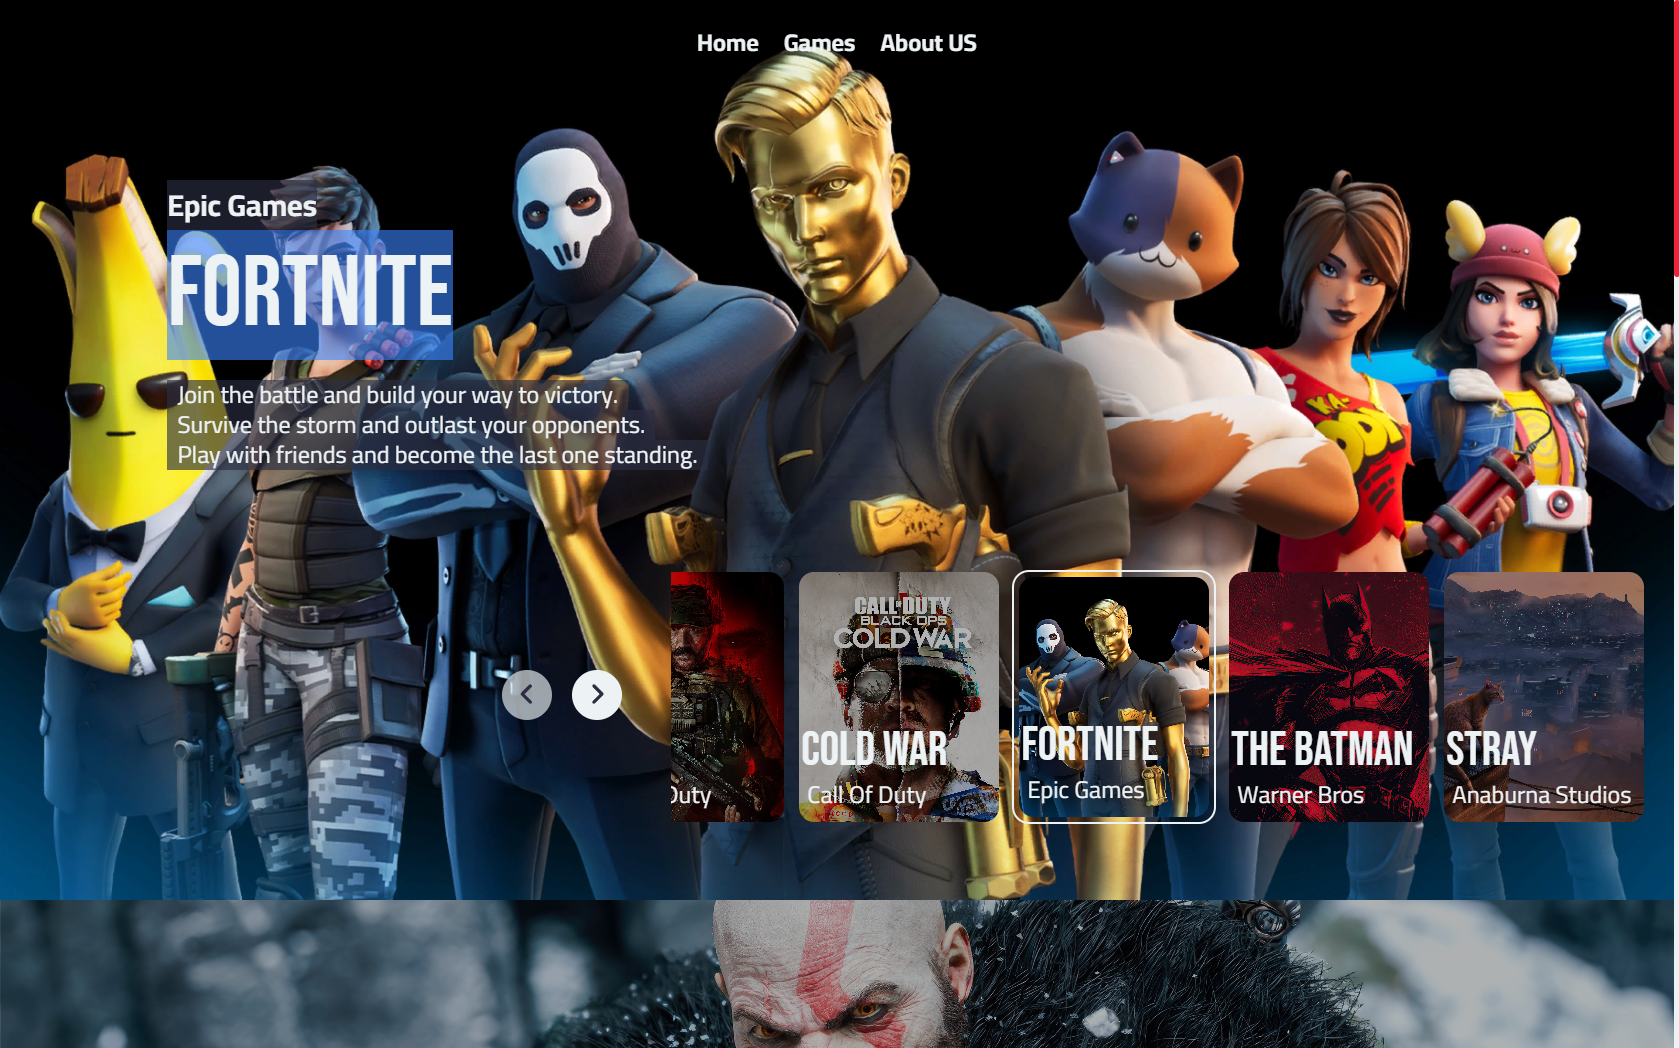 Home Games About US
Epic Games
FORTNITE
Join the battle and build your way to victory.
Survive the storm and outlast your opponents.
Play with friends and become the last one standing.
Duty
CALL OF DUTY
BLACK OPS
COLD WAR
COLD WAR
Call Of Duty
FORTNITE
Epic Games
THE BATMAN
Warner Bros
STRAY
Anaburna Studios
KA-